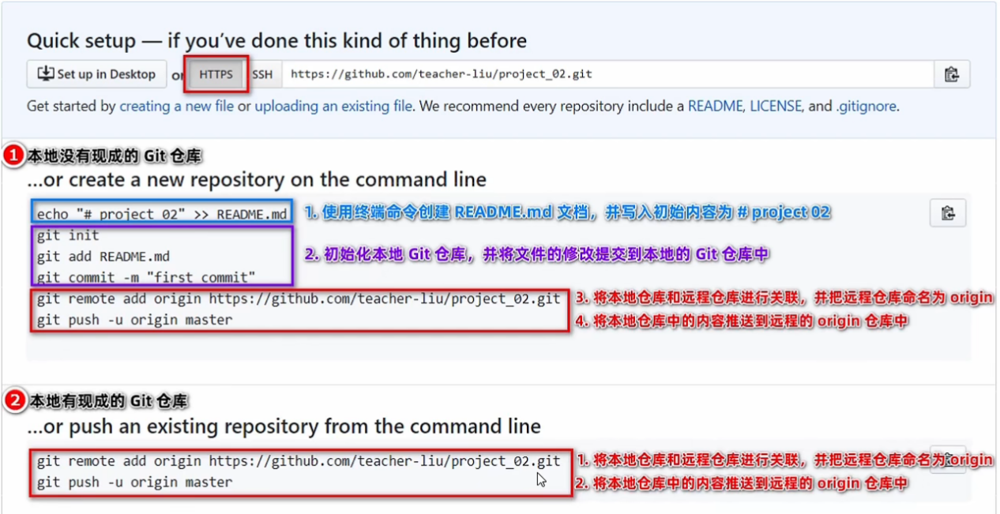 Quick setup — if you've done this kind of thing before
Set up in Desktop or HTTPS SSH https://github.com/teacher-liu/project_02.git
Get started by creating a new file or uploading an existing file. We recommend every repository include a README, LICENSE, and .gitignore.
1 本地没有现成的 Git 仓库
...or create a new repository on the command line
echo "# project_02" >> README.md 1. 使用终端命令创建 README.md 文档，并写入初始内容为 # project 02
git init
git add README.md 2. 初始化本地 Git 仓库，并将文件的修改提交到本地的 Git 仓库中
git commit -m "first commit"
git remote add origin https://github.com/teacher-liu/project_02.git 3. 将本地仓库和远程仓库进行关联，并把远程仓库命名为 origin
git push -u origin master 4. 将本地仓库中的内容推送到远程的 origin 仓库中
2 本地有现成的 Git 仓库
...or push an existing repository from the command line
git remote add origin https://github.com/teacher-liu/project_02.git 1. 将本地仓库和远程仓库进行关联，并把远程仓库命名为 origin
git push -u origin master 2. 将本地仓库中的内容推送到远程的 origin 仓库中